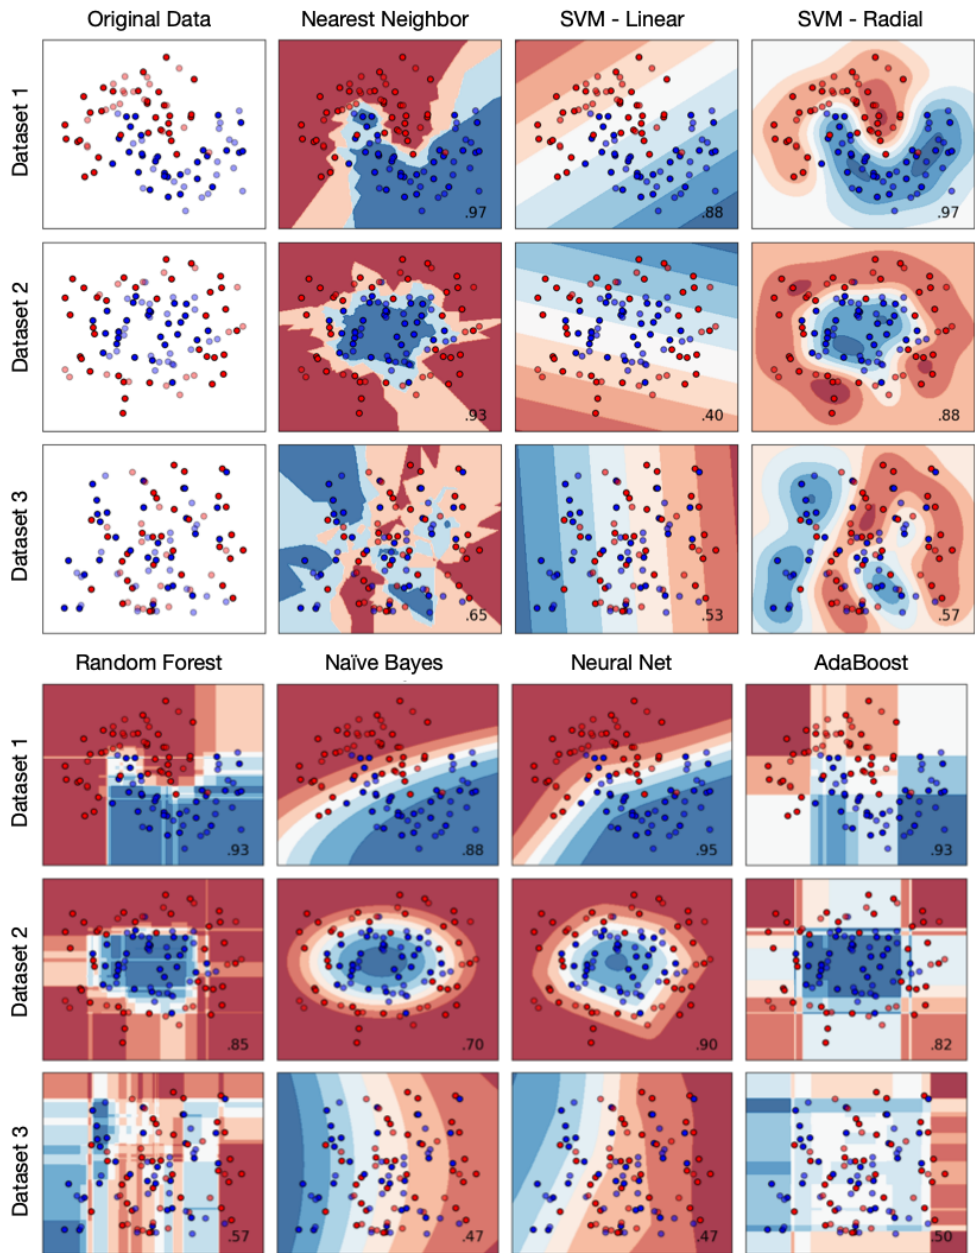 Original Data Nearest Neighbor SVM - Linear SVM - Radial
Dataset 1
.97 .88 .97
Dataset 2
.93 .40 .88
Dataset 3
.65 .53 .57
Random Forest Naïve Bayes Neural Net AdaBoost
Dataset 1
.93 .88 .95 .93
Dataset 2
.85 .70 .90 .82
Dataset 3
.57 .47 .47 .50